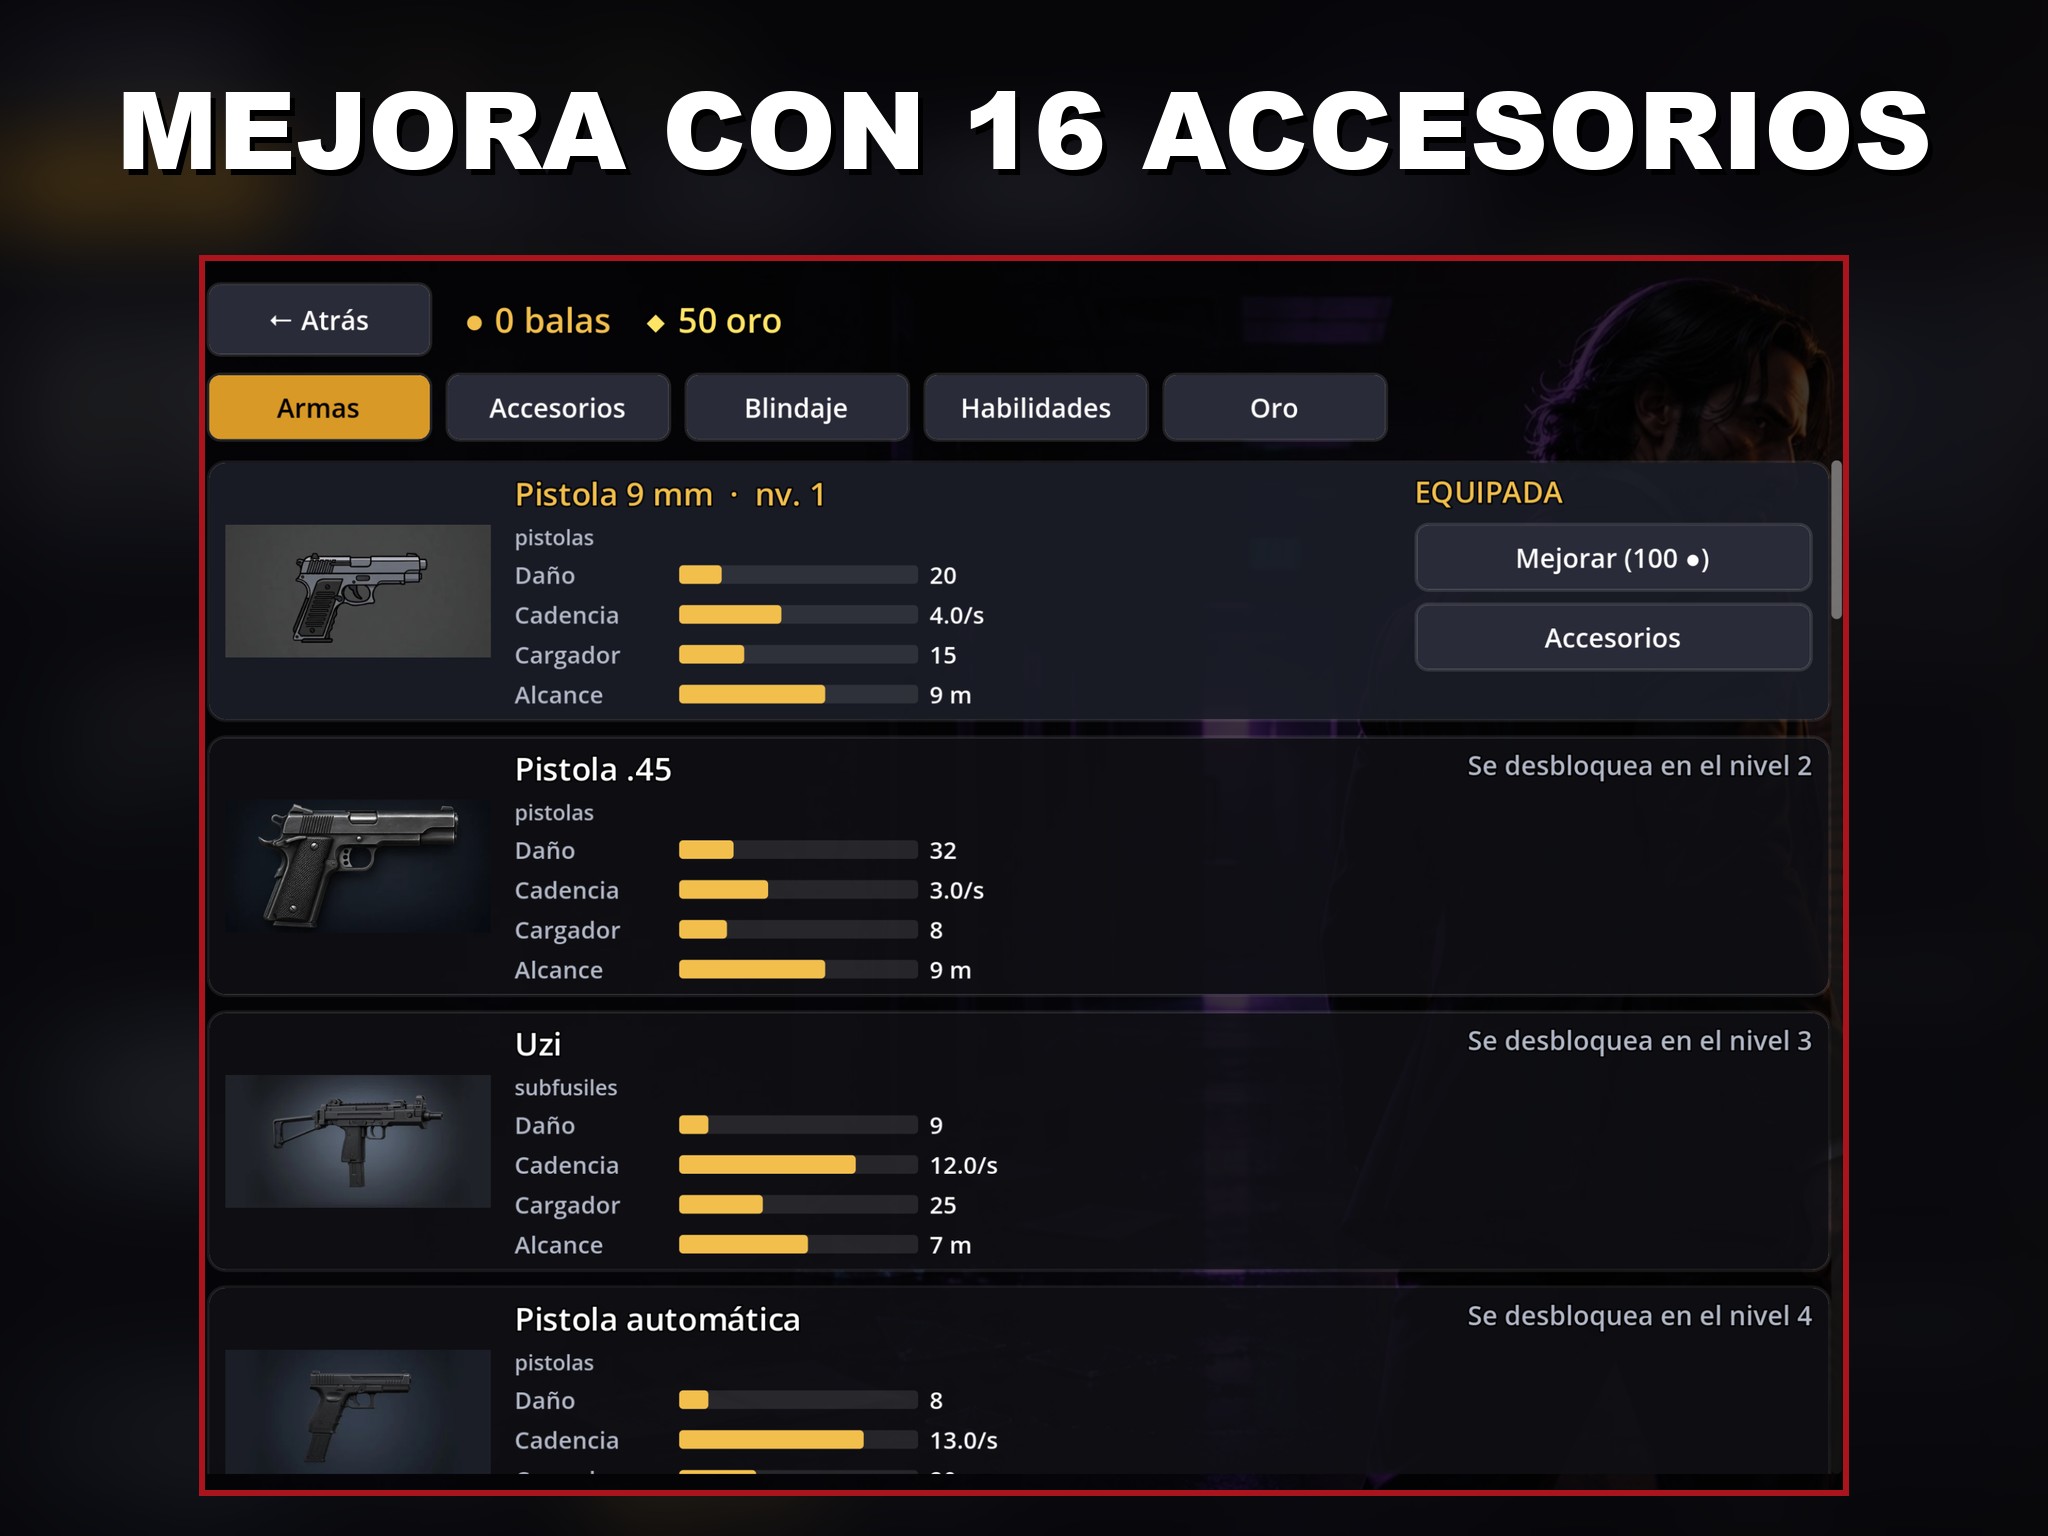 MEJORA CON 16 ACCESORIOS
← Atrás ● 0 balas ◆ 50 oro
Armas Accesorios Blindaje Habilidades Oro
Pistola 9 mm · nv. 1 EQUIPADA
pistolas
Mejorar (100 ●)
Daño 20
Cadencia 4.0/s
Accesorios
Cargador 15
Alcance 9 m
Pistola .45 Se desbloquea en el nivel 2
pistolas
Daño 32
Cadencia 3.0/s
Cargador 8
Alcance 9 m
Uzi Se desbloquea en el nivel 3
subfusiles
Daño 9
Cadencia 12.0/s
Cargador 25
Alcance 7 m
Pistola automática Se desbloquea en el nivel 4
pistolas
Daño 8
Cadencia 13.0/s